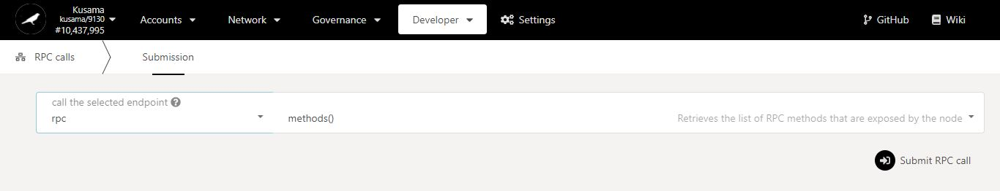 Kusama
kusama/9130
#10,437,995
Accounts Network Governance Developer Settings GitHub Wiki
RPC calls Submission
call the selected endpoint
rpc methods() Retrieves the list of RPC methods that are exposed by the node
Submit RPC call